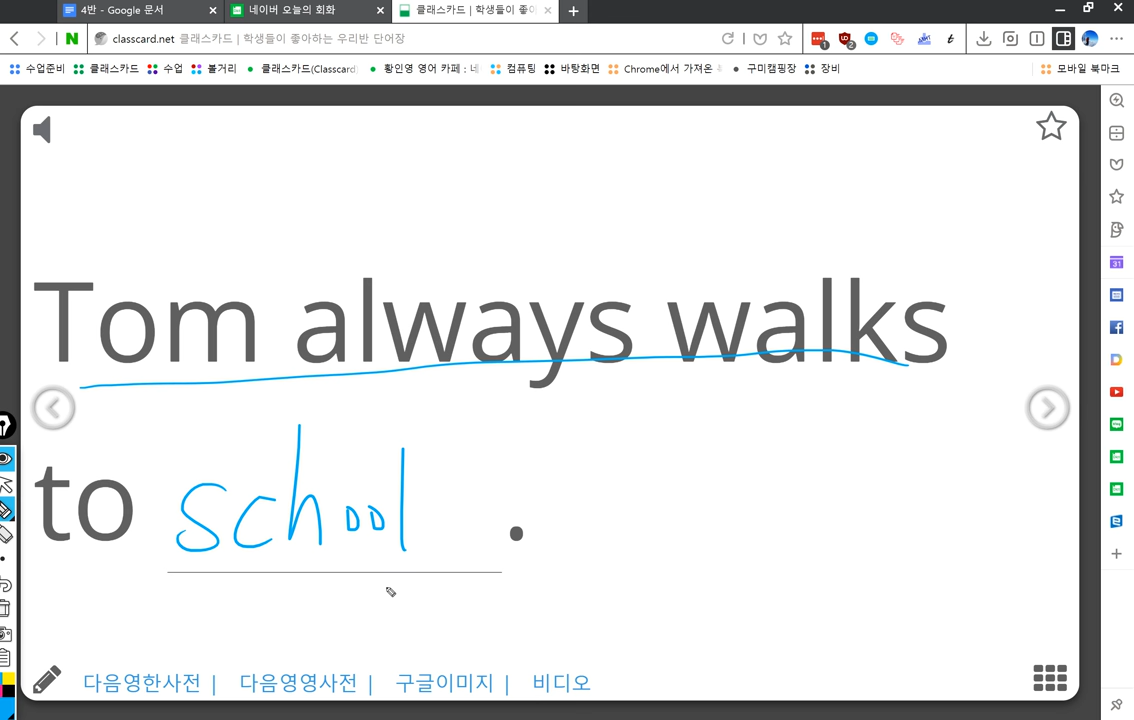 4반 - Google 문서
네이버 오늘의 회화
클래스카드 | 학생들이 좋아
classcard.net 클래스카드 | 학생들이 좋아하는 우리반 단어장
수업준비 클래스카드 수업 볼거리 클래스카드(Classcard) 황인영 영어 카페 ; 네 컴퓨팅 바탕화면 Chrome에서 가져온 구미캠핑장 장비 모바일 북마크
Tom always walks
to school .
다음영한사전 | 다음영영사전 | 구글이미지 | 비디오